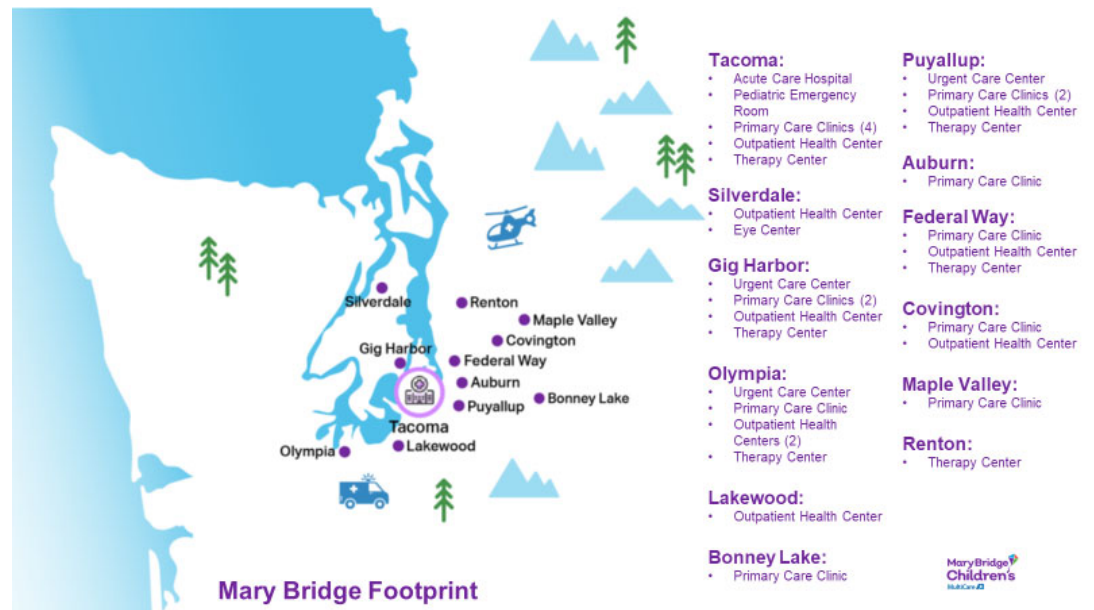 Silverdale
Renton
Maple Valley
Covington
Gig Harbor
Federal Way
Auburn
Bonney Lake
Puyallup
Tacoma
Lakewood
Olympia
Mary Bridge Footprint
Tacoma:
• Acute Care Hospital
• Pediatric Emergency
Room
• Primary Care Clinics (4)
• Outpatient Health Center
• Therapy Center
Silverdale:
• Outpatient Health Center
• Eye Center
Gig Harbor:
• Urgent Care Center
• Primary Care Clinics (2)
• Outpatient Health Center
• Therapy Center
Olympia:
• Urgent Care Center
• Primary Care Clinic
• Outpatient Health
Centers (2)
• Therapy Center
Lakewood:
• Outpatient Health Center
Bonney Lake:
• Primary Care Clinic
Puyallup:
• Urgent Care Center
• Primary Care Clinics (2)
• Outpatient Health Center
• Therapy Center
Auburn:
• Primary Care Clinic
Federal Way:
• Primary Care Clinic
• Outpatient Health Center
• Therapy Center
Covington:
• Primary Care Clinic
• Outpatient Health Center
Maple Valley:
• Primary Care Clinic
Renton:
• Therapy Center
Mary Bridge
Children's
MultiCare